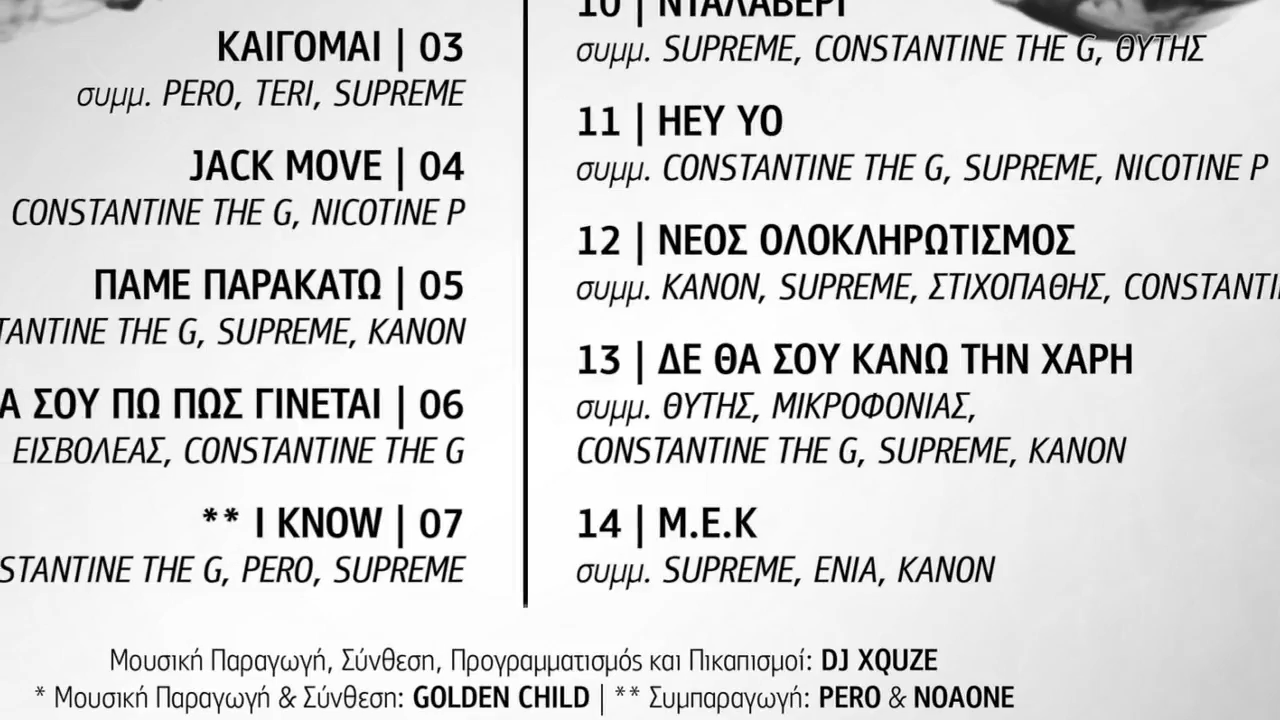 ΚΑΙΓΟΜΑΙ | 03
συμμ. PERO, TERI, SUPREME
JACK MOVE | 04
CONSTANTINE THE G, NICOTINE P
ΠΑΜΕ ΠΑΡΑΚΑΤΩ | 05
THE G, SUPREME, KANON
ΣΟΥ ΠΩ ΠΩΣ ΓΙΝΕΤΑΙ | 06
ΕΙΣΒΟΛΕΑΣ, CONSTANTINE THE G
** I KNOW | 07
THE G, PERO, SUPREME
10 | ΝΤΑΛΑΒΕΡΙ
συμμ. SUPREME, CONSTANTINE THE G, ΘΥΤΗΣ
11 | HEY YO
συμμ. CONSTANTINE THE G, SUPREME, NICOTINE P
12 | ΝΕΟΣ ΟΛΟΚΛΗΡΩΤΙΣΜΟΣ
συμμ. KANON, SUPREME, ΣΤΙΧΟΠΑΘΗΣ,
13 | ΔΕ ΘΑ ΣΟΥ ΚΑΝΩ ΤΗΝ ΧΑΡΗ
συμμ. ΘΥΤΗΣ, ΜΙΚΡΟΦΟΝΙΑΣ,
CONSTANTINE THE G, SUPREME, KANON
14 | Μ.Ε.Κ
συμμ. SUPREME, ENIA, KANON
Μουσική Παραγωγή, Σύνθεση, Προγραμματισμός και Πικαπισμοί: DJ XQUZE
* Μουσική Παραγωγή & Σύνθεση: GOLDEN CHILD | ** Συμπαραγωγή: PERO & NOAONE